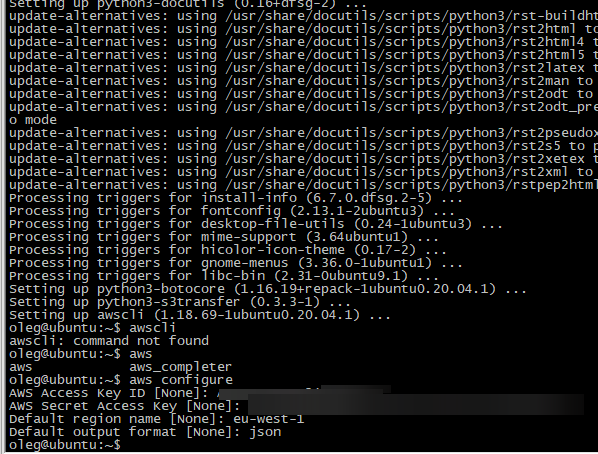 Setting up python3-docutils (0.16+dfsg-2) ...
update-alternatives: using /usr/share/docutils/scripts/python3/rst-buildht
update-alternatives: using /usr/share/docutils/scripts/python3/rst2html to
update-alternatives: using /usr/share/docutils/scripts/python3/rst2html4 t
update-alternatives: using /usr/share/docutils/scripts/python3/rst2html5 t
update-alternatives: using /usr/share/docutils/scripts/python3/rst2latex t
update-alternatives: using /usr/share/docutils/scripts/python3/rst2man to
update-alternatives: using /usr/share/docutils/scripts/python3/rst2odt to
update-alternatives: using /usr/share/docutils/scripts/python3/rst2odt_pre
o mode
update-alternatives: using /usr/share/docutils/scripts/python3/rst2pseudox
update-alternatives: using /usr/share/docutils/scripts/python3/rst2s5 to p
update-alternatives: using /usr/share/docutils/scripts/python3/rst2xetex t
update-alternatives: using /usr/share/docutils/scripts/python3/rst2xml to
update-alternatives: using /usr/share/docutils/scripts/python3/rstpep2html
Processing triggers for install-info (6.7.0.dfsg.2-5) ...
Processing triggers for fontconfig (2.13.1-2ubuntu3) ...
Processing triggers for desktop-file-utils (0.24-1ubuntu3) ...
Processing triggers for mime-support (3.64ubuntu1) ...
Processing triggers for hicolor-icon-theme (0.17-2) ...
Processing triggers for gnome-menus (3.36.0-1ubuntu1) ...
Processing triggers for libc-bin (2.31-0ubuntu9.1) ...
Setting up python3-botocore (1.16.19+repack-1ubuntu0.20.04.1) ...
Setting up python3-s3transfer (0.3.3-1) ...
Setting up awscli (1.18.69-1ubuntu0.20.04.1) ...
oleg@ubuntu:~$ awscli
awscli: command not found
oleg@ubuntu:~$ aws
aws            aws_completer
oleg@ubuntu:~$ aws configure
AWS Access Key ID [None]:
AWS Secret Access Key [None]:
Default region name [None]: eu-west-1
Default output format [None]: json
oleg@ubuntu:~$